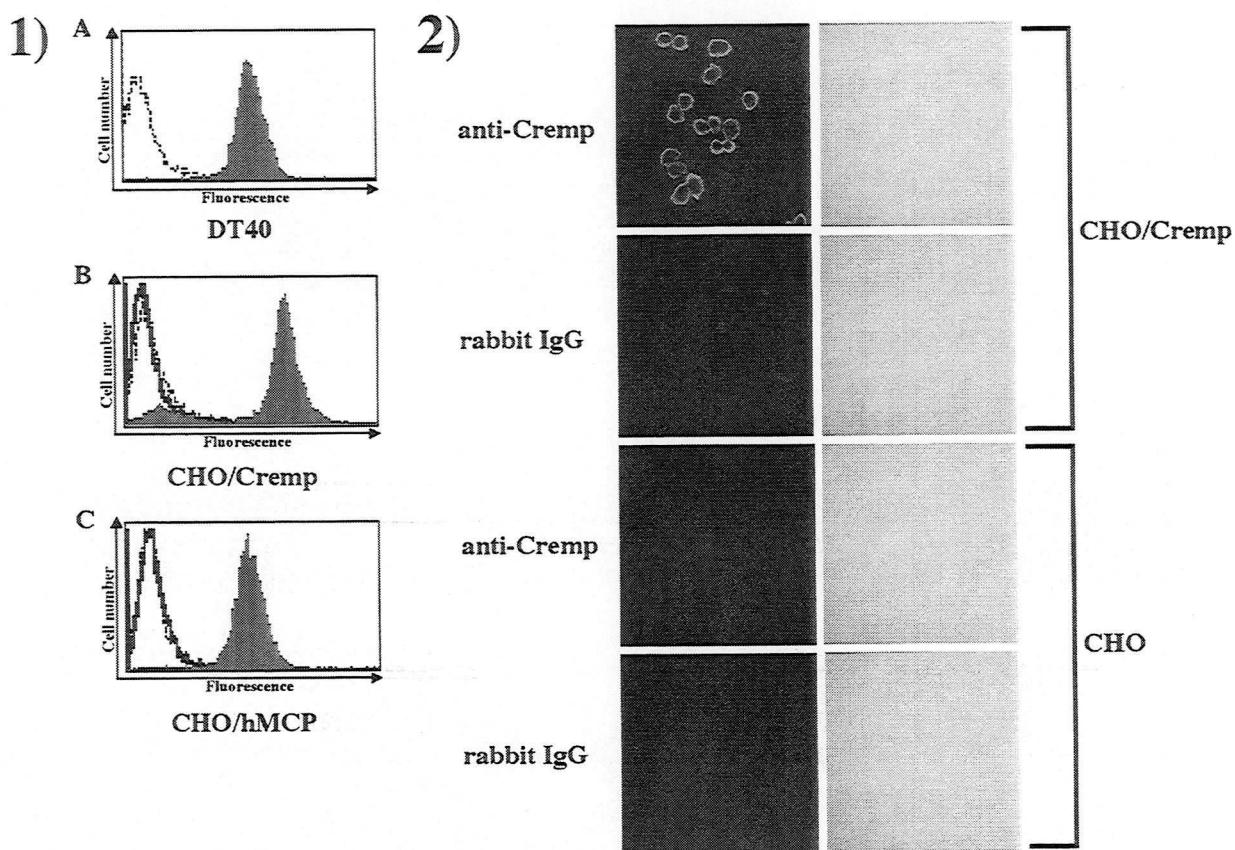 1)
A
Cell number
Fluorescence
DT40
B
Cell number
Fluorescence
CHO/Cremp
C
Cell number
Fluorescence
CHO/hMCP
2)
anti-Cremp
rabbit IgG
CHO/Cremp
anti-Cremp
rabbit IgG
CHO